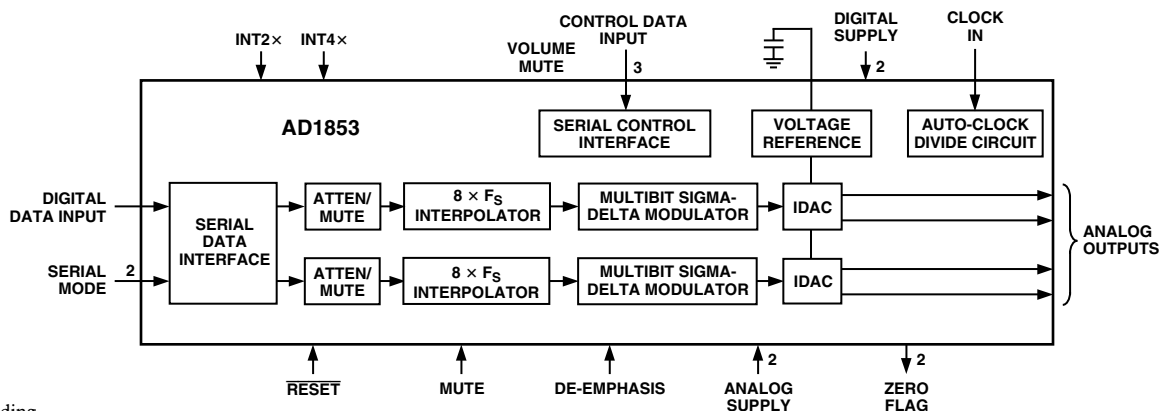 INT2×
INT4×
VOLUME
MUTE
CONTROL DATA
INPUT
3
DIGITAL
SUPPLY
2
CLOCK
IN
AD1853
SERIAL CONTROL
INTERFACE
VOLTAGE
REFERENCE
AUTO-CLOCK
DIVIDE CIRCUIT
DIGITAL
DATA INPUT
SERIAL
MODE
2
SERIAL
DATA
INTERFACE
ATTEN/
MUTE
8 × FS
INTERPOLATOR
MULTIBIT SIGMA-
DELTA MODULATOR
IDAC
ATTEN/
MUTE
8 × FS
INTERPOLATOR
MULTIBIT SIGMA-
DELTA MODULATOR
IDAC
ANALOG
OUTPUTS
RESET
MUTE
DE-EMPHASIS
2
ANALOG
SUPPLY
2
ZERO
FLAG